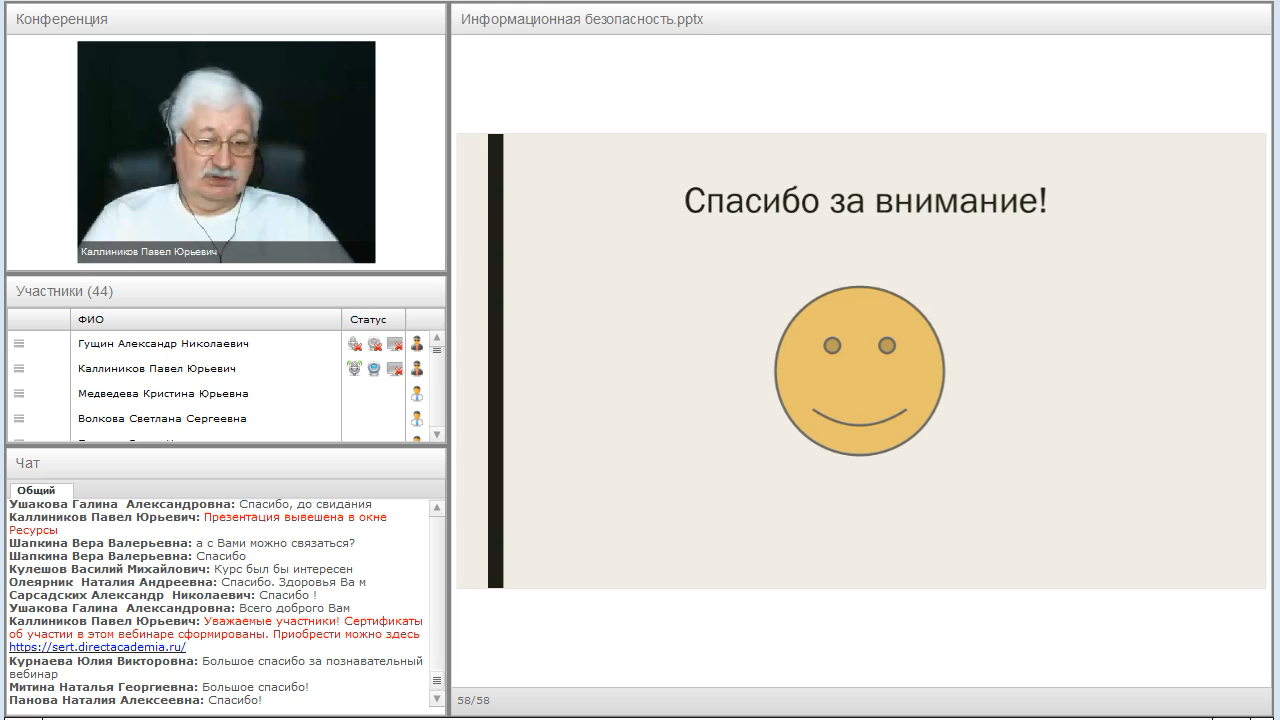 Конференция
Каллиников Павел Юрьевич
Участники (44)
ФИО
Статус
Гущин Александр Николаевич
Каллиников Павел Юрьевич
Медведева Кристина Юрьевна
Волкова Светлана Сергеевна
Чат
Общий
Ушакова Галина Александровна: Спасибо, до свидания
Каллиников Павел Юрьевич: Презентация вывешена в окне
Ресурсы
Шапкина Вера Валерьевна: а с Вами можно связаться?
Шапкина Вера Валерьевна: Спасибо
Кулешов Василий Михайлович: Курс был бы интересен
Олеярник Наталия Андреевна: Спасибо. Здоровья Ва м
Сарсадских Александр Николаевич: Спасибо !
Ушакова Галина Александровна: Всего доброго Вам
Каллиников Павел Юрьевич: Уважаемые участники! Сертификаты
об участии в этом вебинаре сформированы. Приобрести можно здесь
https://sert.directacademia.ru/
Курнаева Юлия Викторовна: Большое спасибо за познавательный
вебинар
Митина Наталья Георгиевна: Большое спасибо!
Панова Наталия Алексеевна: Спасибо!
Информационная безопасность.pptx
Спасибо за внимание!
58/58